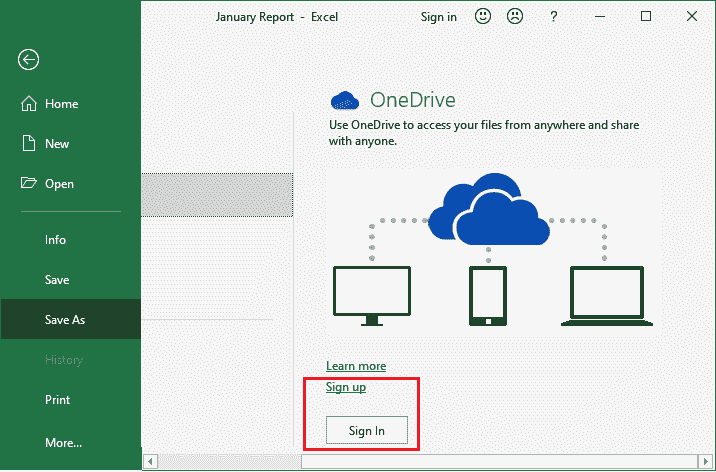 January Report - Excel
Sign in
?
Home
New
Open
Info
Save
Save As
History
Print
More...
OneDrive
Use OneDrive to access your files from anywhere and share
with anyone.
Learn more
Sign up
Sign In